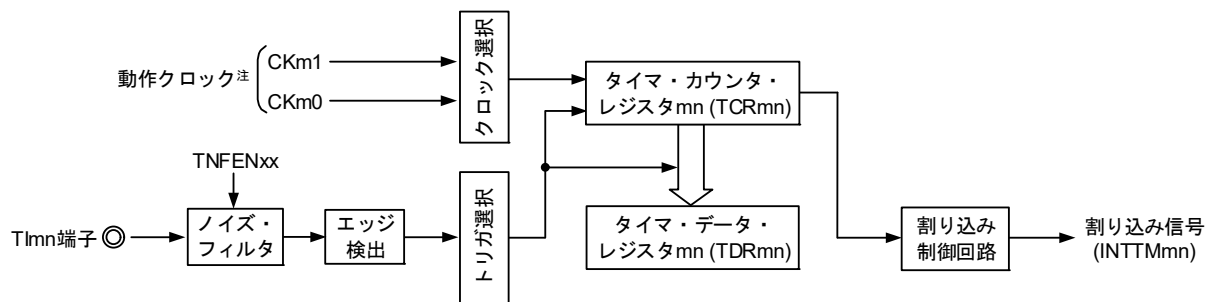 動作クロック注
CKm1
CKm0
クロック選択
タイマ・カウンタ・
レジスタmn (TCRmn)
TNFENxx
TImn端子
ノイズ・
フィルタ
エッジ
検出
トリガ選択
タイマ・データ・
レジスタmn (TDRmn)
割り込み
制御回路
割り込み信号
(INTTMmn)